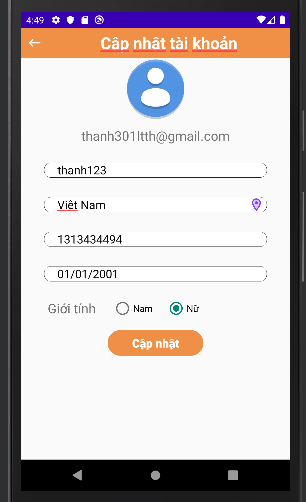 4:49
Cập nhật tài khoản
thanh301ltth@gmail.com
thanh123
Việt Nam
1313434494
01/01/2001
Giới tính Nam Nữ
Cập nhật